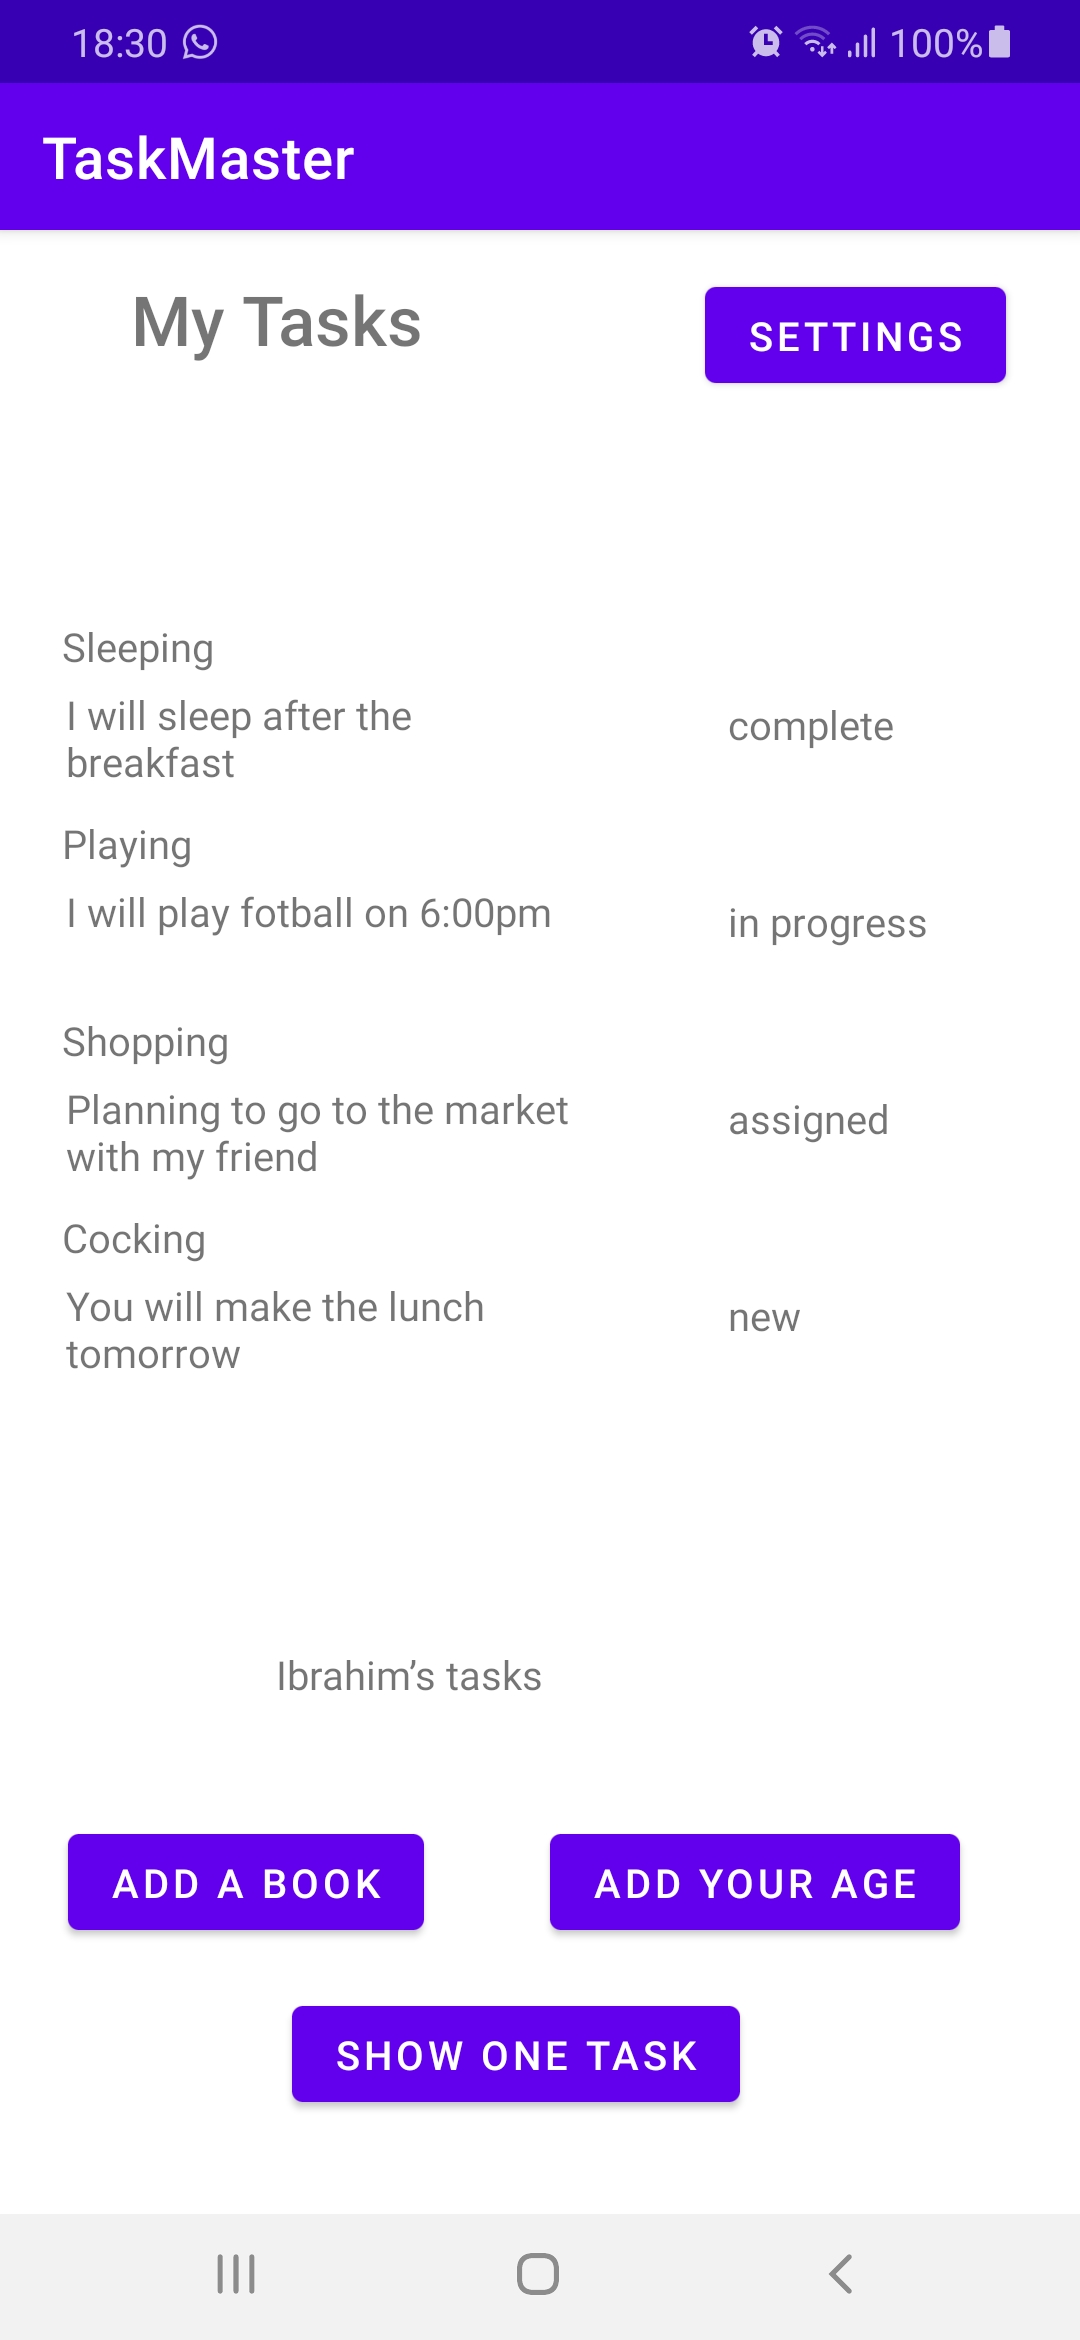 18:30 100%
TaskMaster
My Tasks
SETTINGS
Sleeping
I will sleep after the
breakfast
complete
Playing
I will play fotball on 6:00pm
in progress
Shopping
Planning to go to the market
with my friend
assigned
Cocking
You will make the lunch
tomorrow
new
Ibrahim’s tasks
ADD A BOOK
ADD YOUR AGE
SHOW ONE TASK